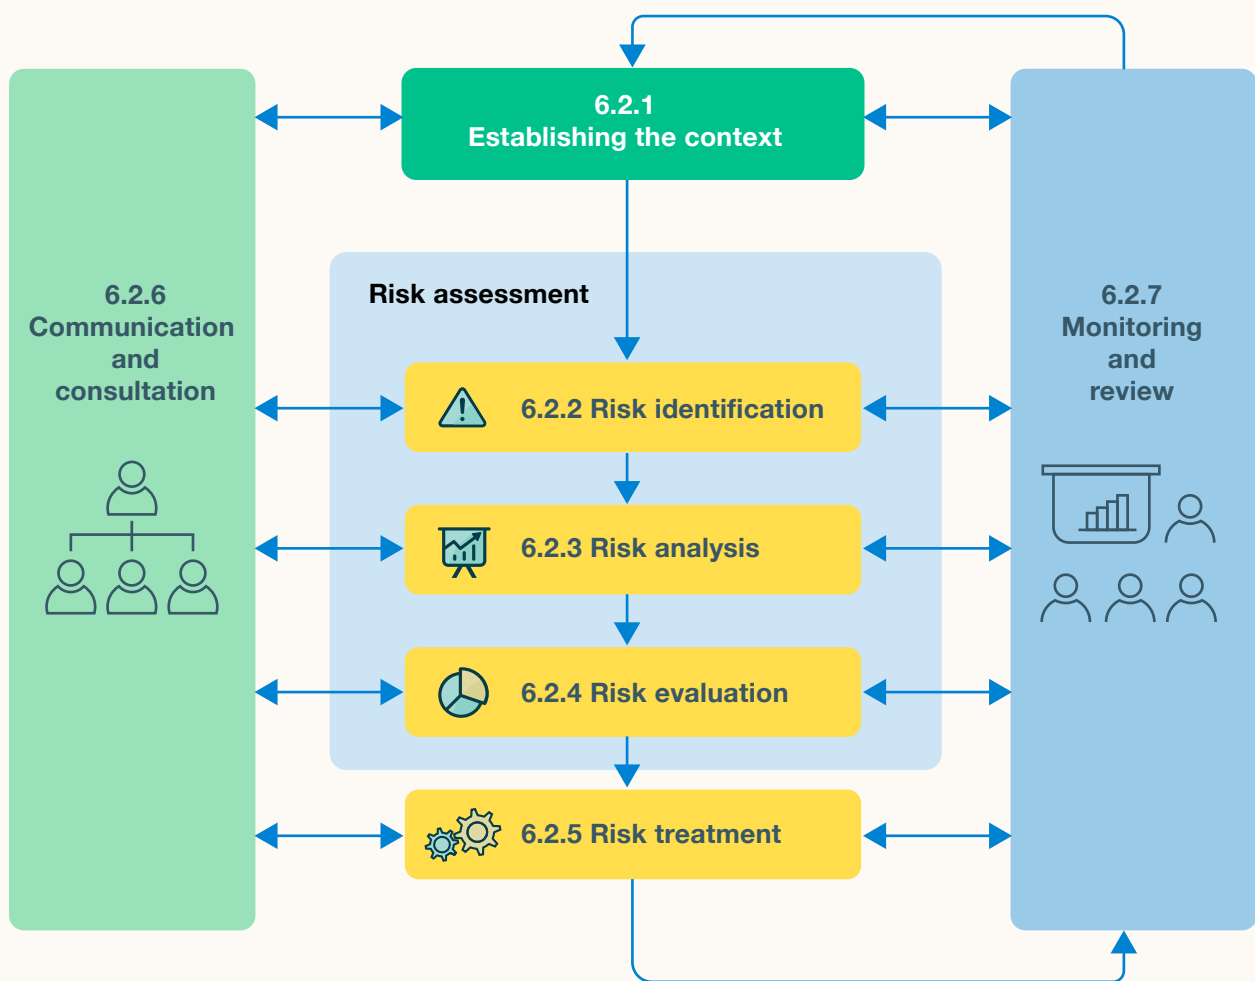 6.2.1
Establishing the context
6.2.6
Communication
and
consultation
Risk assessment
6.2.2 Risk identification
6.2.3 Risk analysis
6.2.4 Risk evaluation
6.2.5 Risk treatment
6.2.7
Monitoring
and
review